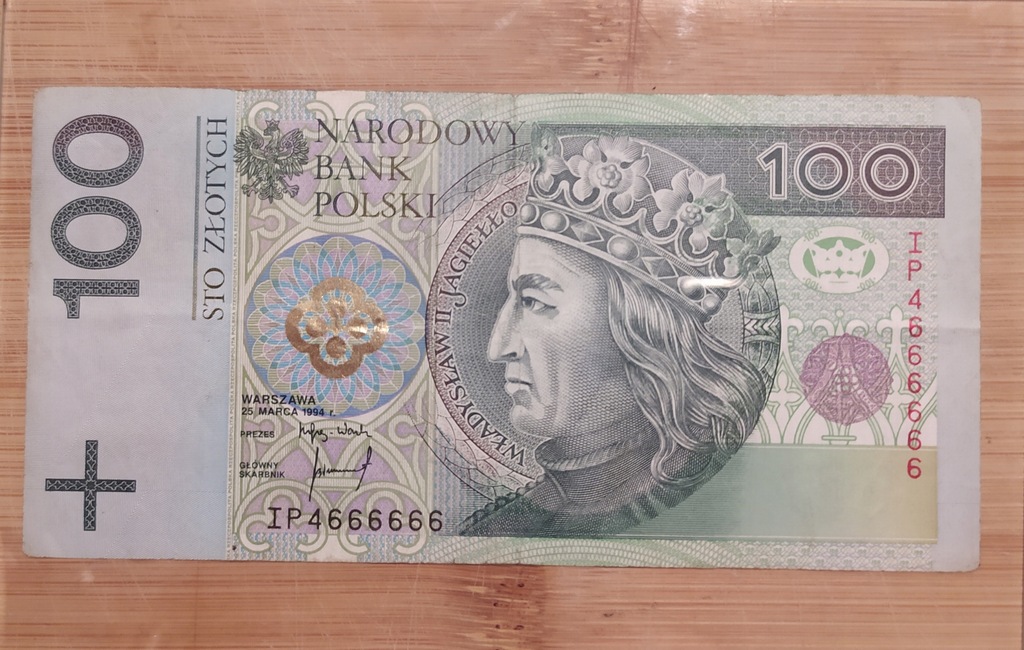 100
STO ZŁOTYCH
NARODOWY
BANK
POLSKI
100
WŁADYSŁAW II JAGIEŁŁO
IP4666666
WARSZAWA
25 MARCA 1994 r.
PREZES
GŁÓWNY
SKARBNIK
IP4666666